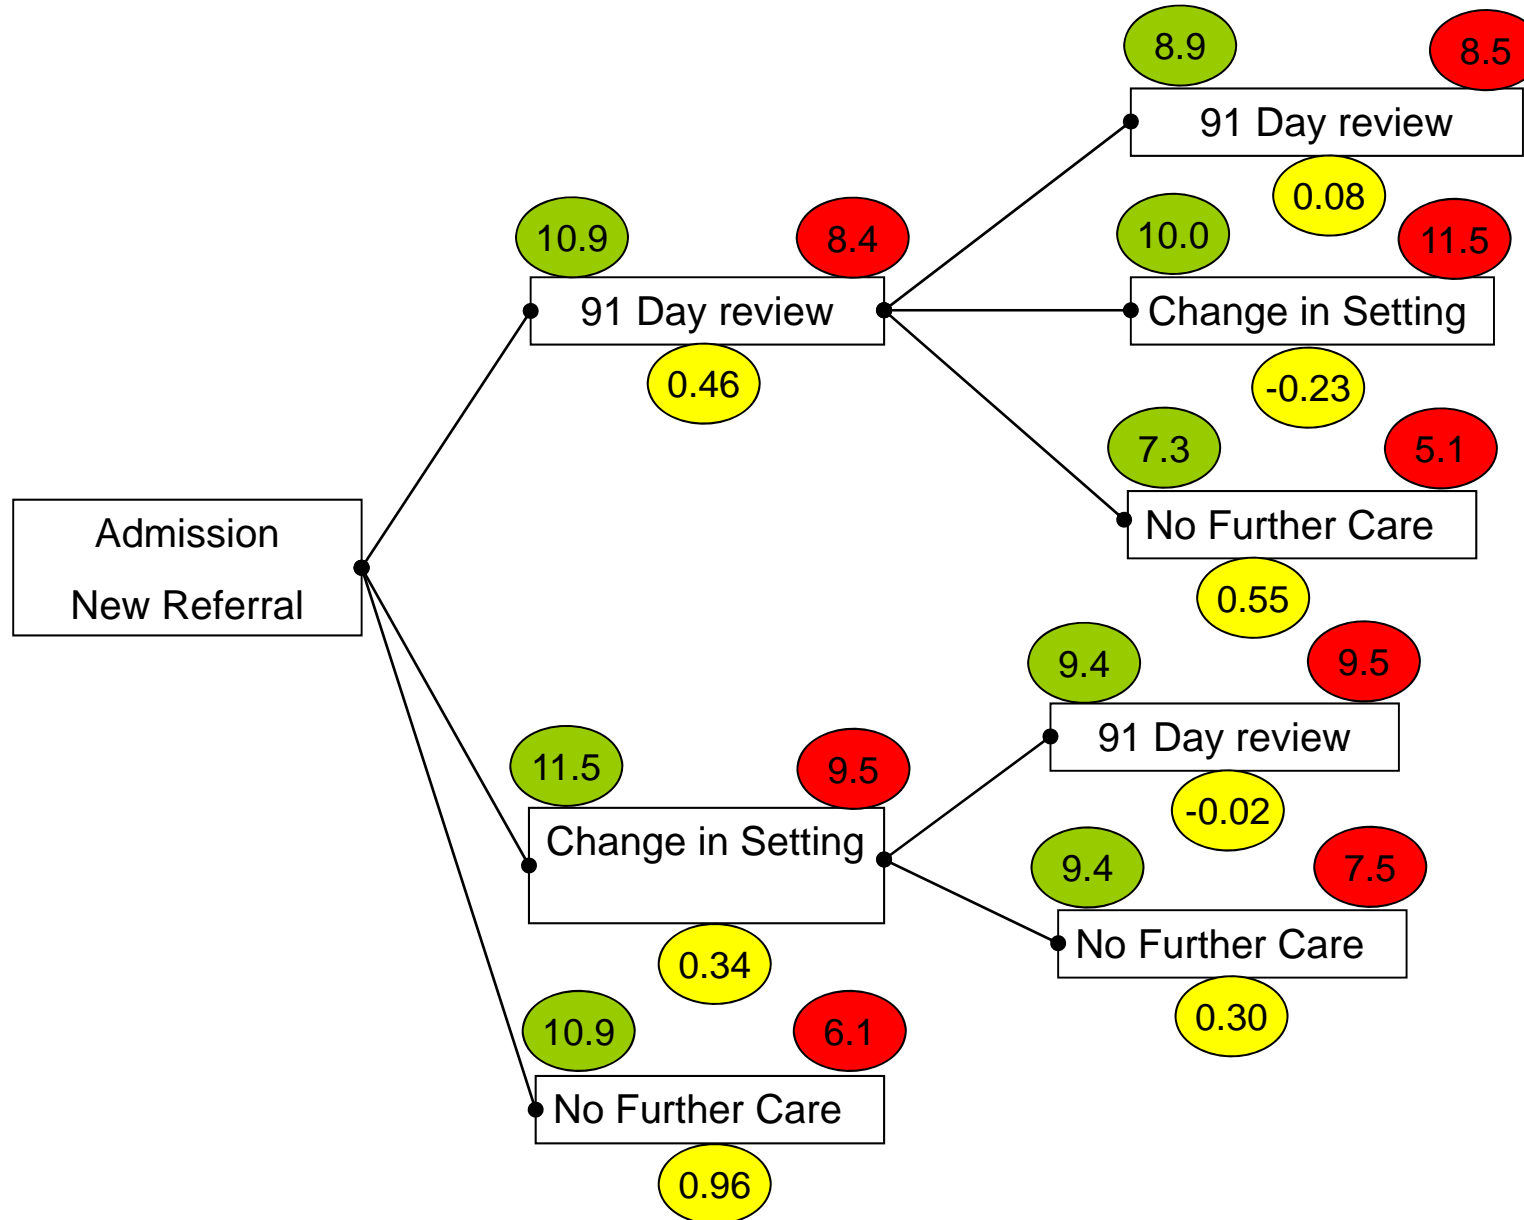 8.9
8.5
91 Day review
0.08
10.9
8.4
91 Day review
0.46
10.0
11.5
Change in Setting
-0.23
7.3
5.1
No Further Care
0.55
Admission
New Referral
9.4
9.5
91 Day review
-0.02
11.5
9.5
Change in Setting
0.34
9.4
7.5
No Further Care
0.30
10.9
6.1
No Further Care
0.96